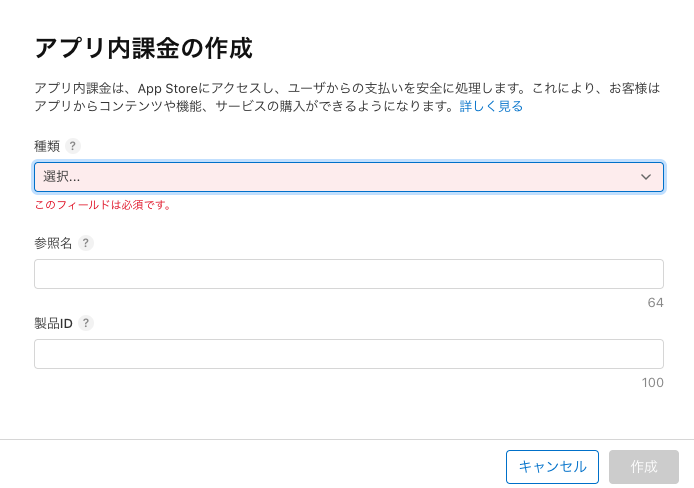 アプリ内課金の作成
アプリ内課金は、App Storeにアクセスし、ユーザからの支払いを安全に処理します。これにより、お客様は
アプリからコンテンツや機能、サービスの購入ができるようになります。詳しく見る
種類 ?
選択...
このフィールドは必須です。
参照名 ?
64
製品ID ?
100
キャンセル 作成